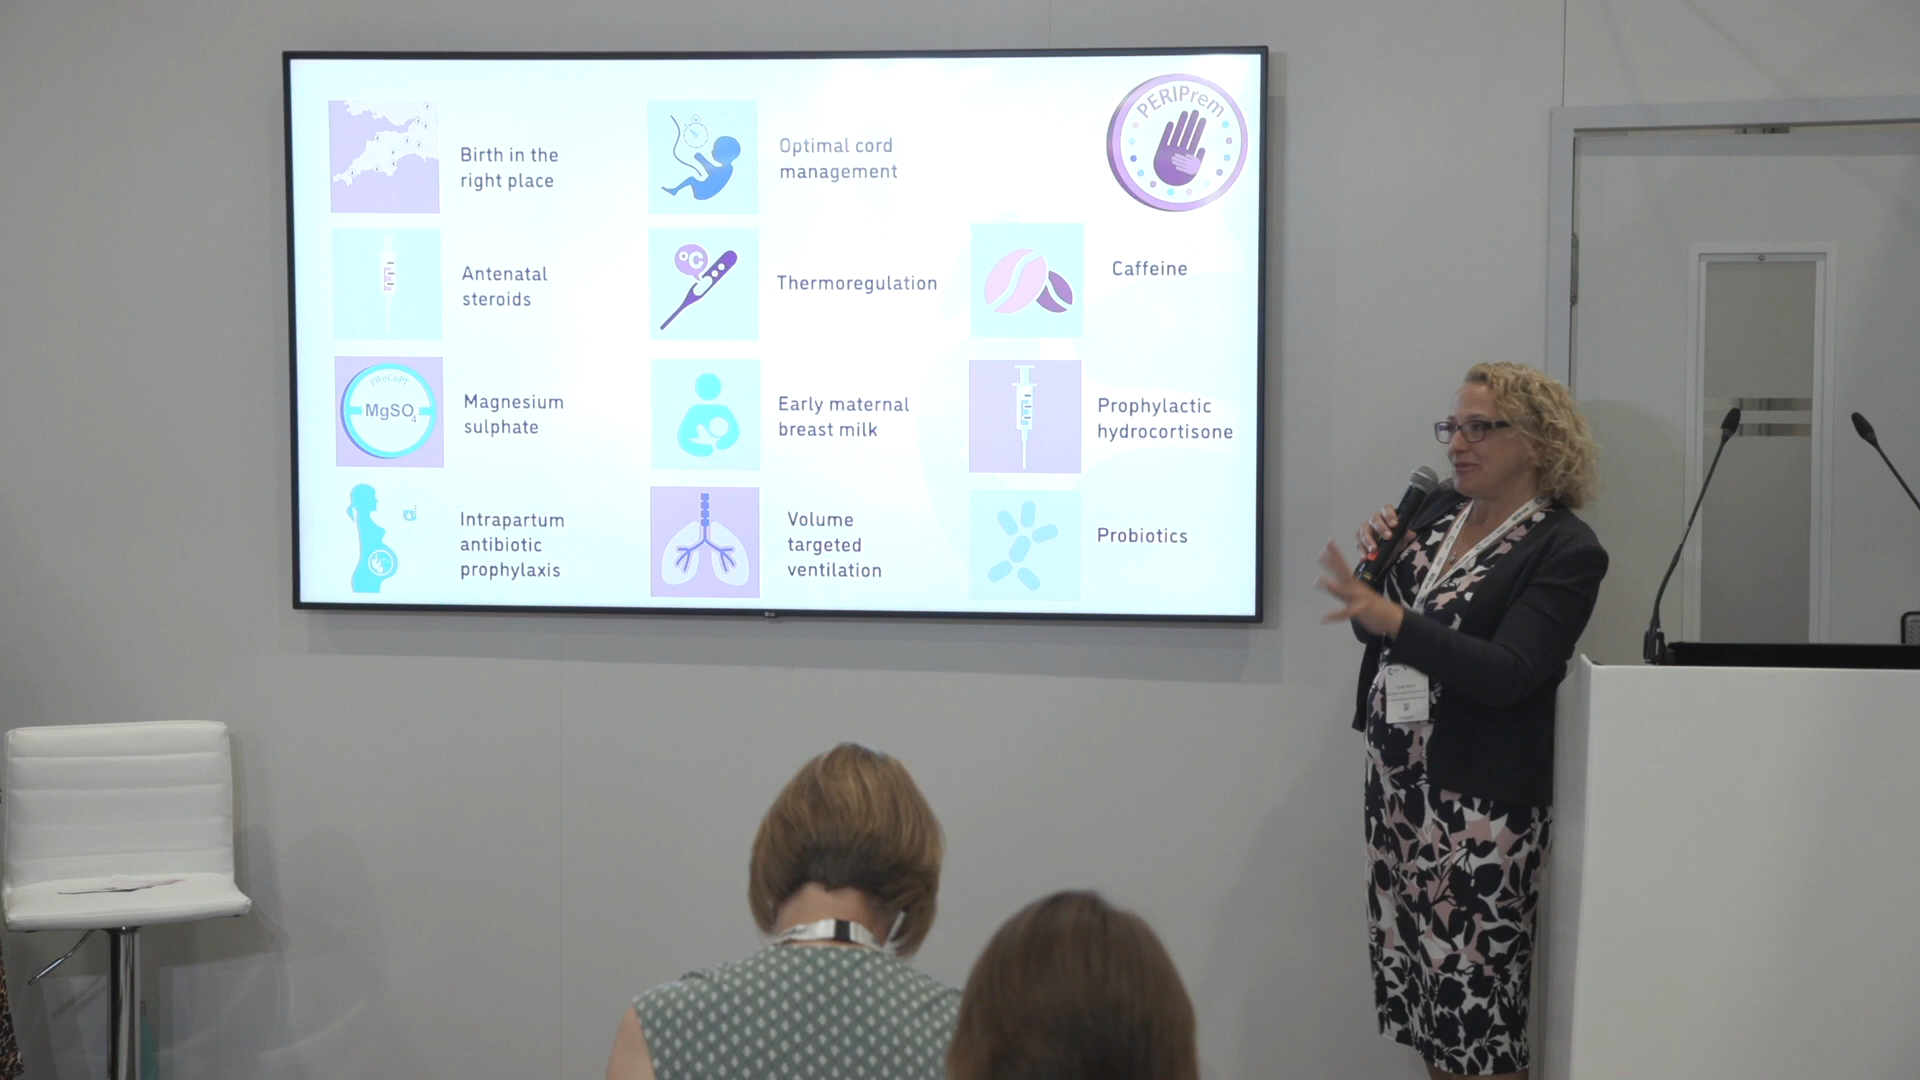 PERIPrem
Birth in the
right place
Antenatal
steroids
PReCePT
MgSO4
Magnesium
sulphate
Intrapartum
antibiotic
prophylaxis
Optimal cord
management
°C
Thermoregulation
Early maternal
breast milk
Volume
targeted
ventilation
Caffeine
Prophylactic
hydrocortisone
Probiotics